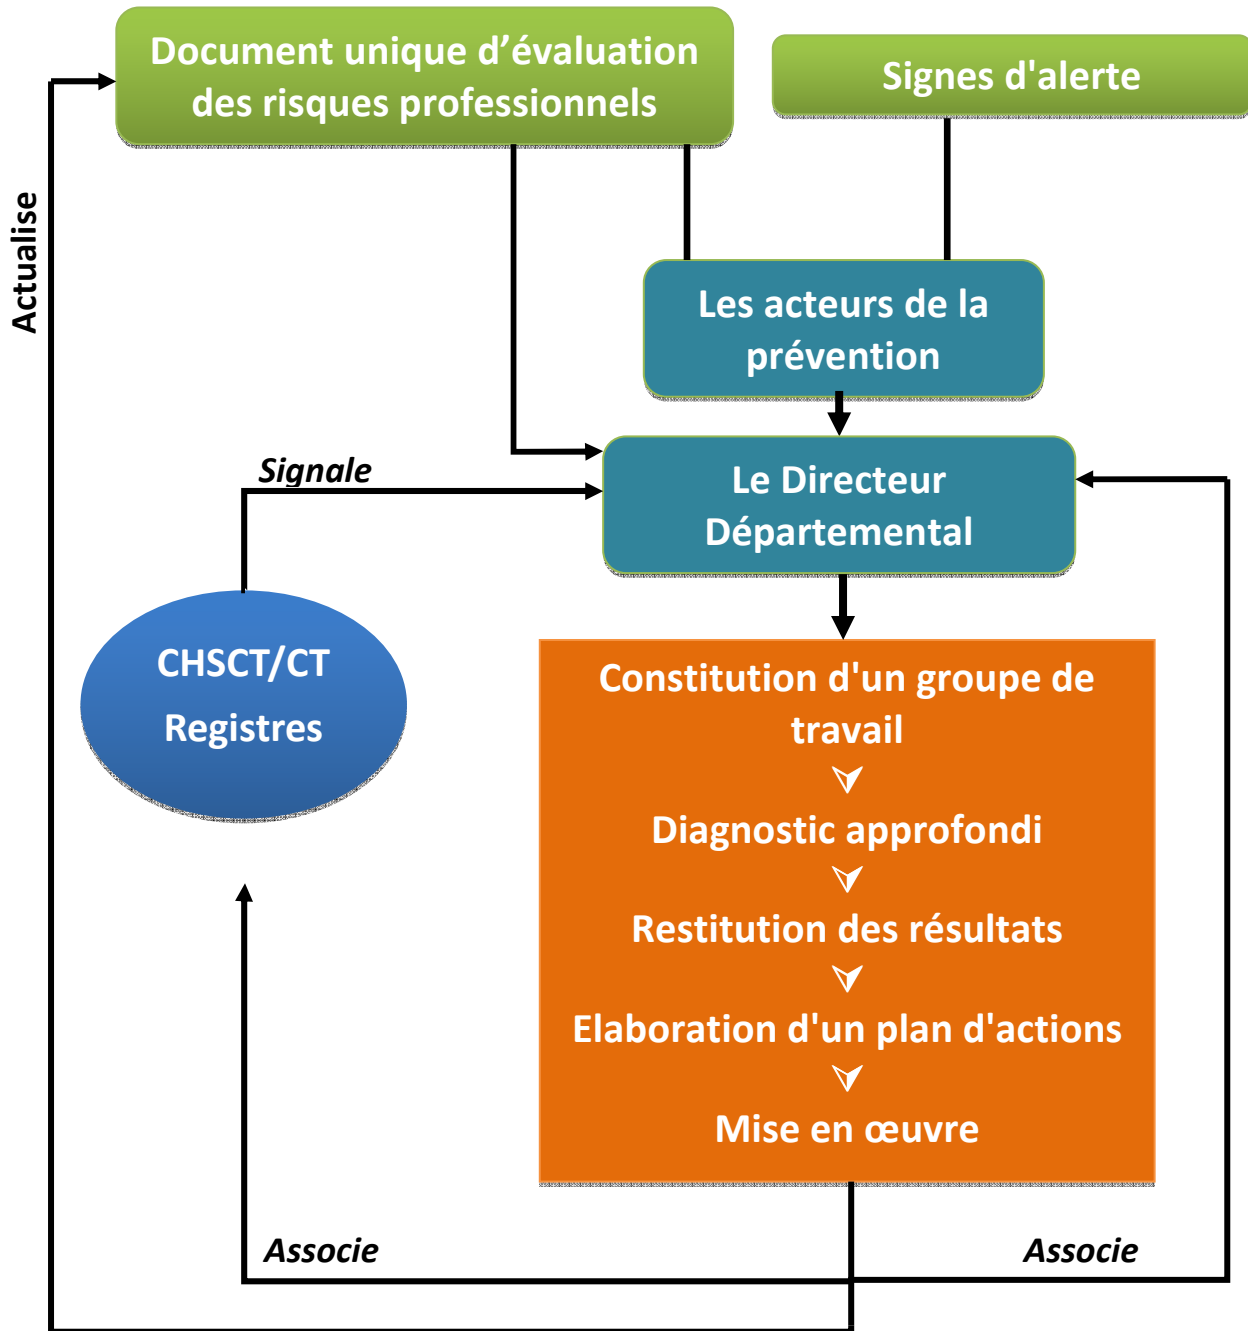 Document unique d’évaluation
des risques professionnels
Signes d'alerte
Actualise
Les acteurs de la
prévention
Signale
Le Directeur
Départemental
CHSCT/CT
Registres
Constitution d'un groupe de
travail
Diagnostic approfondi
Restitution des résultats
Elaboration d'un plan d'actions
Mise en œuvre
Associe
Associe